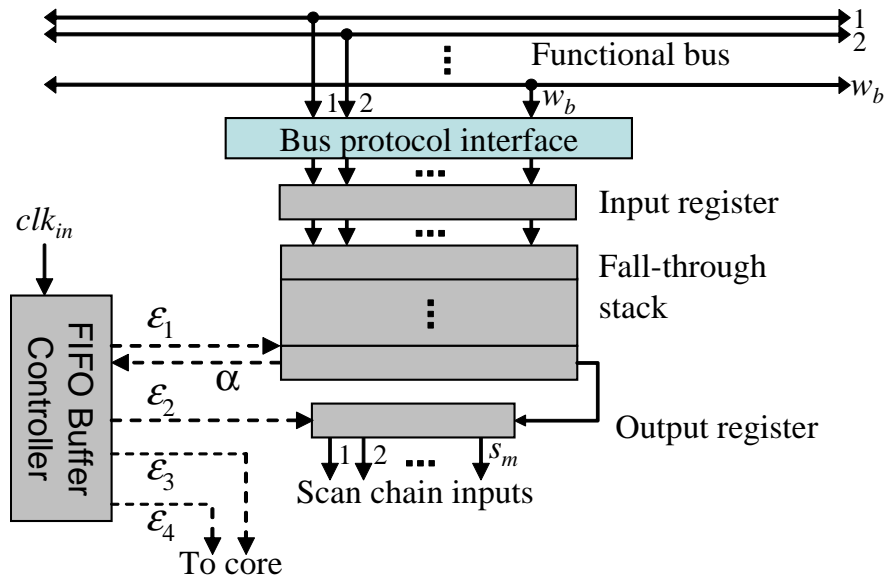 1
2
Functional bus
w_b
1 2 w_b
Bus protocol interface
Input register
clk_in
Fall-through
stack
FIFO Buffer
Controller
ε₁
α
ε₂
Output register
1 2 s_m
ε₃
Scan chain inputs
ε₄
To core